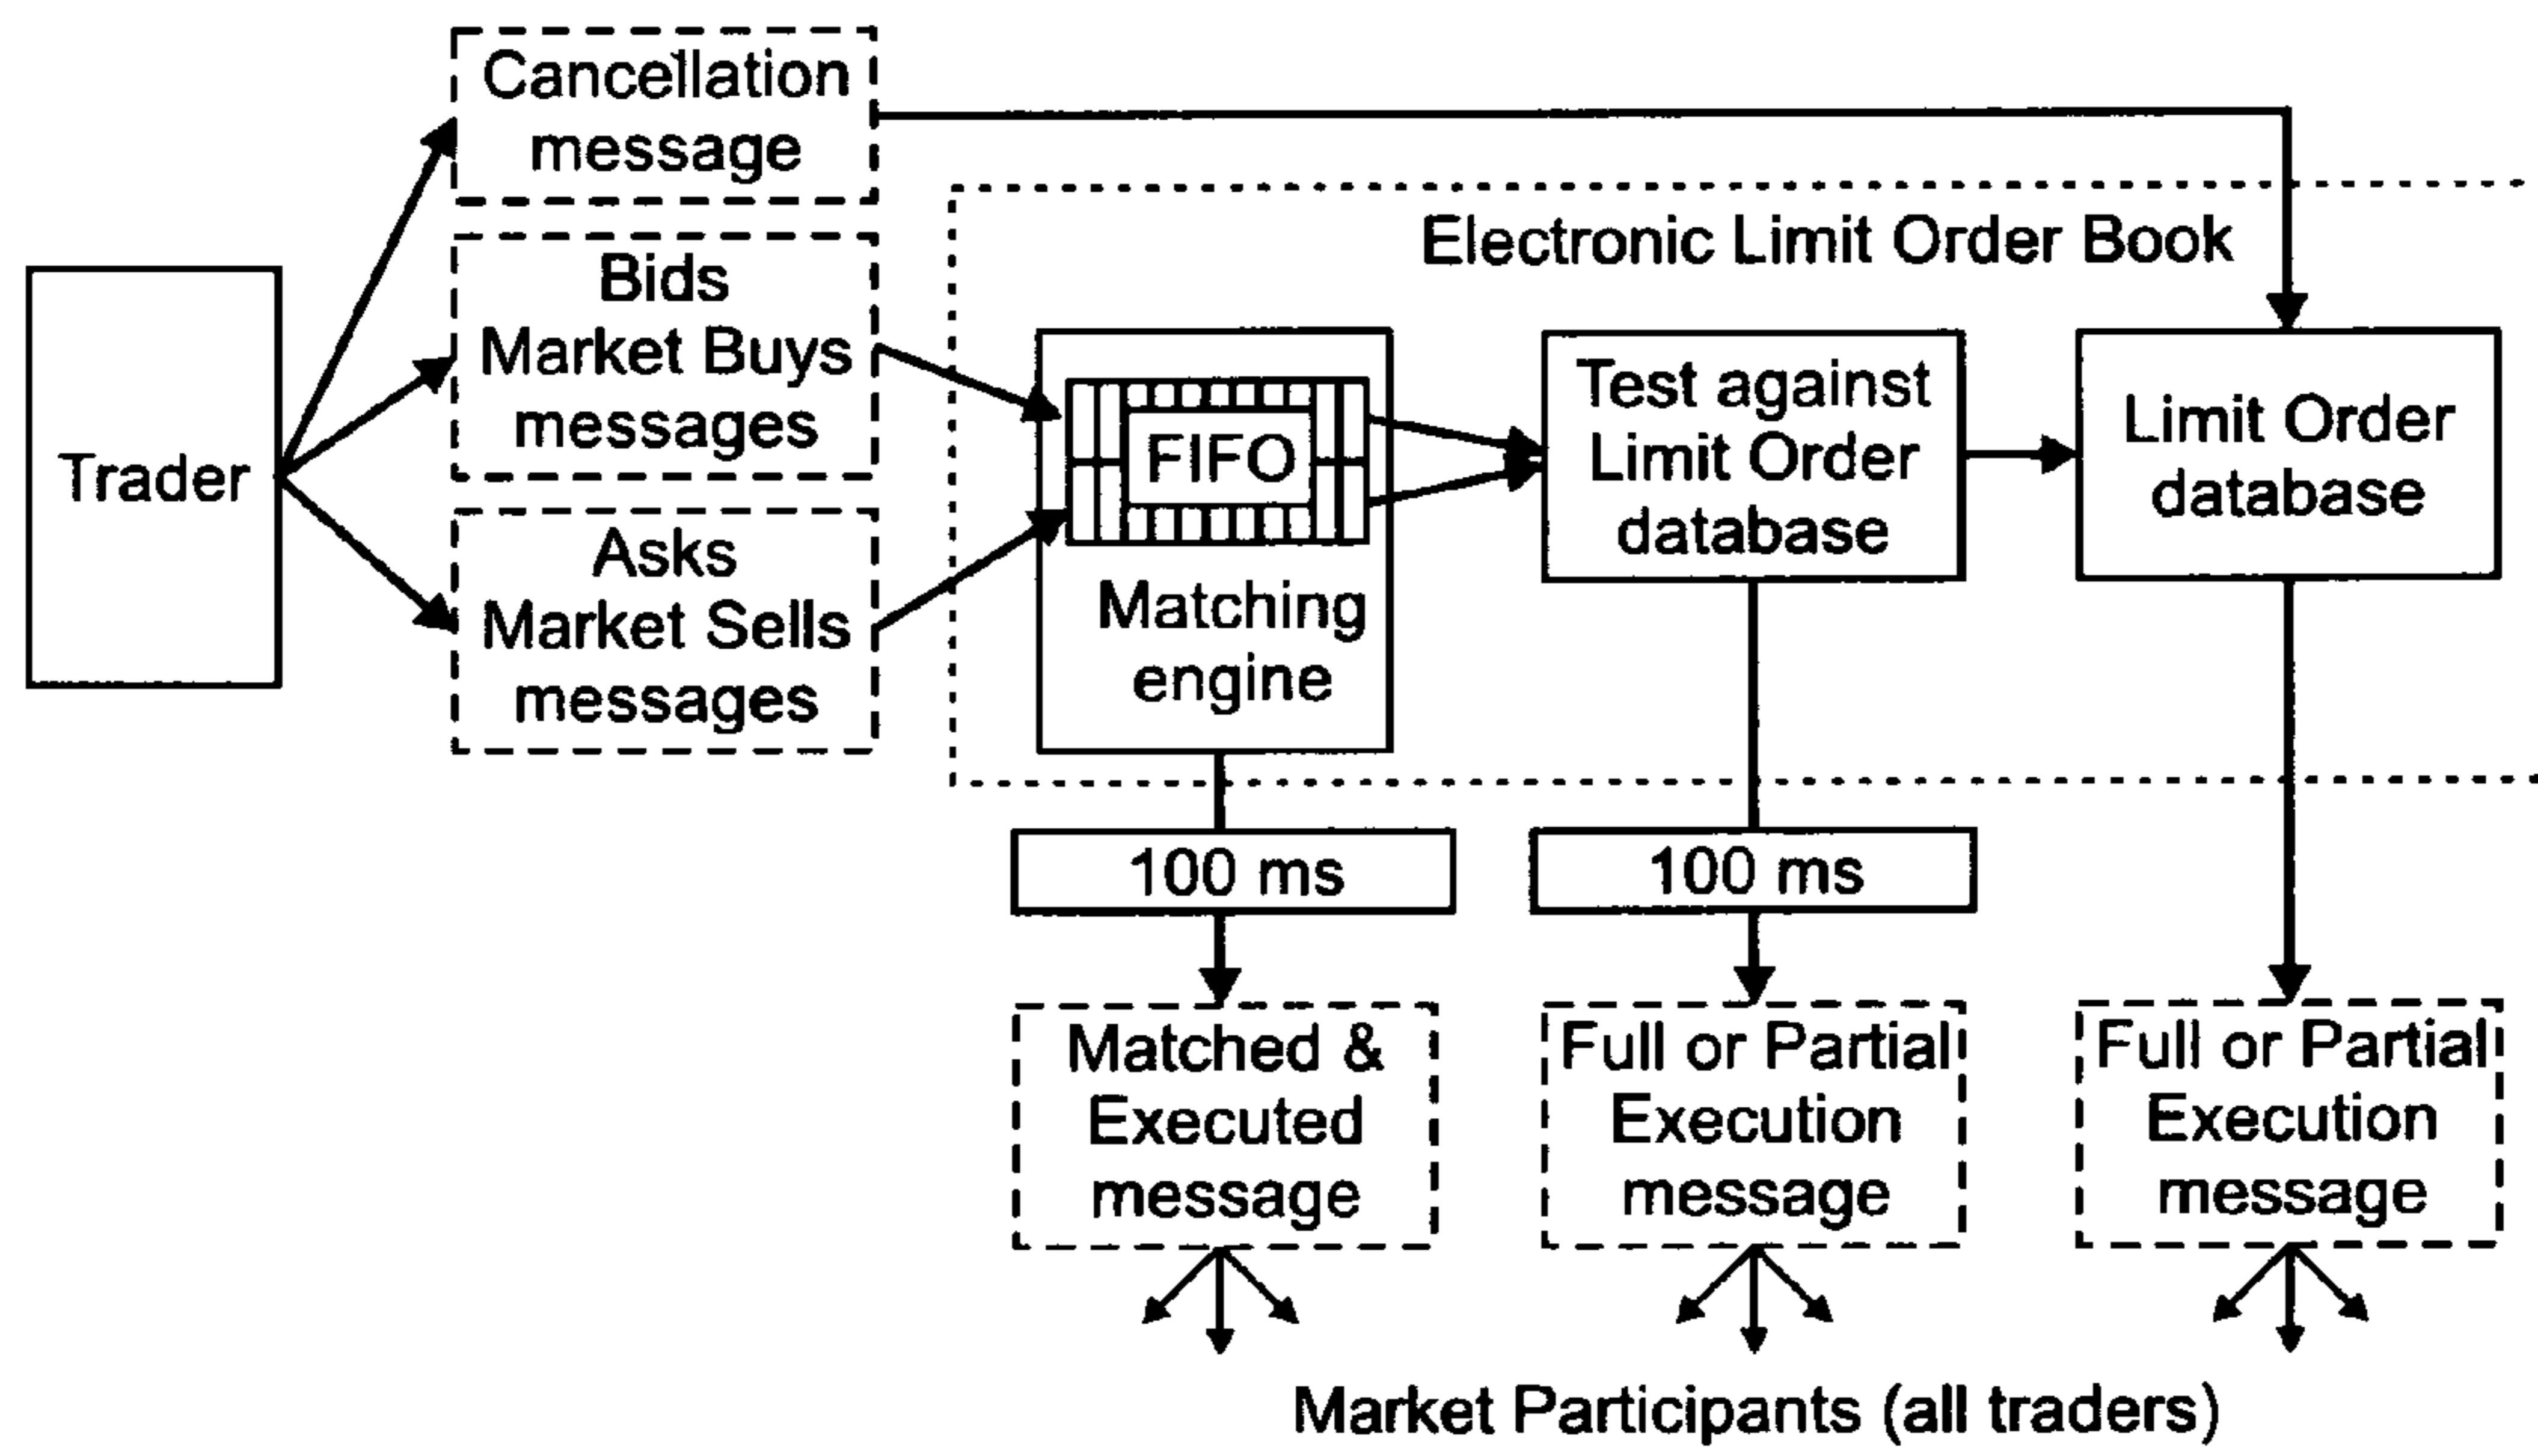 Cancellation
message
Electronic Limit Order Book
Trader
Bids
Market Buys
messages
Asks
Market Sells
messages
FIFO
Matching
engine
Test against
Limit Order
database
Limit Order
database
100 ms
100 ms
Matched &
Executed
message
Full or Partial
Execution
message
Full or Partial
Execution
message
Market Participants (all traders)